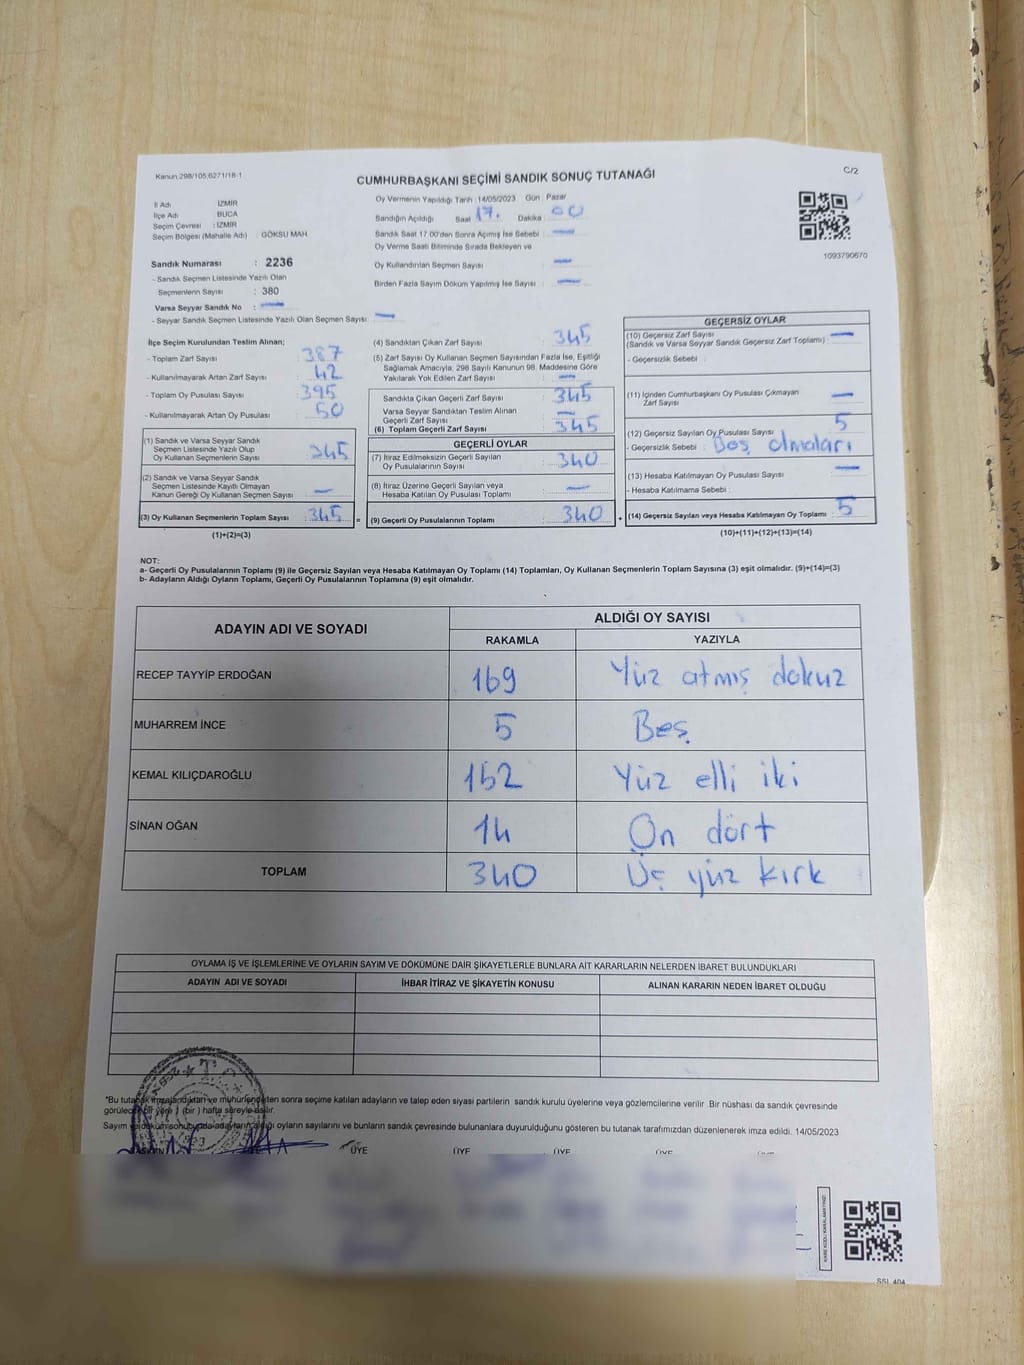 Kanun 298/105,6271/18-1
CUMHURBAŞKANI SEÇİMİ SANDIK SONUÇ TUTANAĞI
C/2
İl Adı İZMİR
İlçe Adı BUCA
Seçim Çevresi : İZMİR
Seçim Bölgesi (Mahalle Adı) : GÖKSU MAH.
Sandık Numarası : 2236
- Sandık Seçmen Listesinde Yazılı Olan
Seçmenlerin Sayısı : 380
Varsa Seyyar Sandık No : —
- Seyyar Sandık Seçmen Listesinde Yazılı Olan Seçmen Sayısı: —
Oy Vermenin Yapıldığı Tarih : 14/05/2023 Gün : Pazar
Sandığın Açıldığı Saat 17. Dakika : 00
Sandık Saat 17:00'den Sonra Açılmış İse Sebebi : —
Oy Verme Saati Bitiminde Sırada Bekleyen ve
Oy Kullandırılan Seçmen Sayısı : —
Birden Fazla Sayım Döküm Yapılmış İse Sayısı : —
1093790670
İlçe Seçim Kurulundan Teslim Alınan;
- Toplam Zarf Sayısı : 387
- Kullanılmayarak Artan Zarf Sayısı : 42
- Toplam Oy Pusulası Sayısı : 395
- Kullanılmayarak Artan Oy Pusulası : 50
(1) Sandık ve Varsa Seyyar Sandık
Seçmen Listesinde Yazılı Olup
Oy Kullanan Seçmenlerin Sayısı : 345
(2) Sandık ve Varsa Seyyar Sandık
Seçmen Listesinde Kayıtlı Olmayan
Kanun Gereği Oy Kullanan Seçmen Sayısı : —
(3) Oy Kullanan Seçmenlerin Toplam Sayısı : 345
(1)+(2)=(3)
(4) Sandıktan Çıkan Zarf Sayısı : 345
(5) Zarf Sayısı Oy Kullanan Seçmen Sayısından Fazla İse, Eşitliği
Sağlamak Amacıyla, 298 Sayılı Kanunun 98. Maddesine Göre
Yakılarak Yok Edilen Zarf Sayısı : —
Sandıkta Çıkan Geçerli Zarf Sayısı : 345
Varsa Seyyar Sandıktan Teslim Alınan
Geçerli Zarf Sayısı : —
(6) Toplam Geçerli Zarf Sayısı : 345
GEÇERLİ OYLAR
(7) İtiraz Edilmeksizin Geçerli Sayılan
Oy Pusulalarının Sayısı : 340
(8) İtiraz Üzerine Geçerli Sayılan veya
Hesaba Katılan Oy Pusulası Toplamı : —
= (9) Geçerli Oy Pusulalarının Toplamı : 340
GEÇERSİZ OYLAR
(10) Geçersiz Zarf Sayısı : —
(Sandık ve Varsa Seyyar Sandık Geçersiz Zarf Toplamı)
- Geçersizlik Sebebi :
(11) İçinden Cumhurbaşkanı Oy Pusulası Çıkmayan
Zarf Sayısı : —
(12) Geçersiz Sayılan Oy Pusulası Sayısı : 5
- Geçersizlik Sebebi : Boş olmaları
(13) Hesaba Katılmayan Oy Pusulası Sayısı : —
- Hesaba Katılmama Sebebi :
+ (14) Geçersiz Sayılan veya Hesaba Katılmayan Oy Toplamı : 5
(10)+(11)+(12)+(13)=(14)
NOT:
a- Geçerli Oy Pusulalarının Toplamı (9) ile Geçersiz Sayılan veya Hesaba Katılmayan Oy Toplamı (14) Toplamları, Oy Kullanan Seçmenlerin Toplam Sayısına (3) eşit olmalıdır. (9)+(14)=(3)
b- Adayların Aldığı Oyların Toplamı, Geçerli Oy Pusulalarının Toplamına (9) eşit olmalıdır.
ADAYIN ADI VE SOYADI ALDIĞI OY SAYISI
RAKAMLA YAZIYLA
RECEP TAYYİP ERDOĞAN 169 Yüz atmış dokuz
MUHARREM İNCE 5 Beş
KEMAL KILIÇDAROĞLU 152 Yüz elli iki
SİNAN OĞAN 14 On dört
TOPLAM 340 Üç yüz kırk
OYLAMA İŞ VE İŞLEMLERİNE VE OYLARIN SAYIM VE DÖKÜMÜNE DAİR ŞİKAYETLERLE BUNLARA AİT KARARLARIN NELERDEN İBARET BULUNDUKLARI
ADAYIN ADI VE SOYADI İHBAR İTİRAZ VE ŞİKAYETİN KONUSU ALINAN KARARIN NEDEN İBARET OLDUĞU
"Bu tutanak imzalandıktan ve mühürlendikten sonra seçime katılan adayların ve talep eden siyasi partilerin sandık kurulu üyelerine veya gözlemcilerine verilir .Bir nüshası da sandık çevresinde
görülecek bir yere 1 (bir ) hafta süreyle asılır.
Sayım ve döküm sonucunda adayların aldığı oyların sayılarını ve bunların sandık çevresinde bulunanlara duyurulduğunu gösteren bu tutanak tarafımızdan düzenlenerek imza edildi. 14/05/2023
BAŞKAN ÜYE ÜYE ÜYE ÜYE
SSL 404